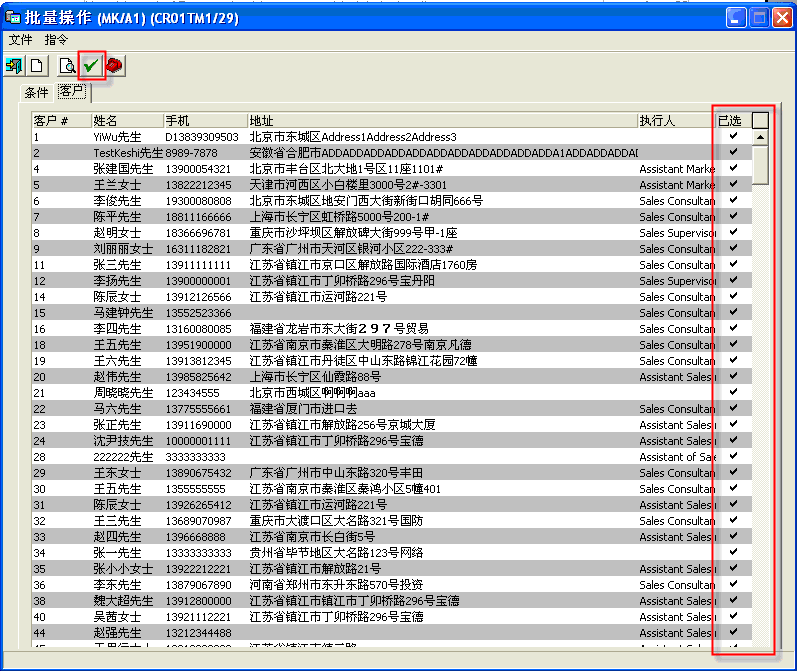 批量操作 (MK/A1) (CR01TM1/29)
文件 指令
条件 客户
客户 # 姓名 手机 地址 执行人 已选
1 YiWu先生 D13839309503 北京市东城区Address1Address2Address3
2 TestKeshi先生 8989-7878 安徽省合肥市ADDADDADDADDADDADDADDADDADDADDA1ADDADDADDADI
4 张建国先生 13900054321 北京市丰台区北大地1号区11座1101# Assistant Marke
5 王兰女士 13822212345 天津市河西区小白楼里3000号2#-3301 Assistant Marke
6 李俊先生 19300080808 北京市东城区地安门西大街新街口胡同666号 Sales Consultan
7 陈平先生 18811166666 上海市长宁区虹桥路5000号200-1# Sales Consultan
8 赵明女士 18366696781 重庆市沙坪坝区解放碑大街999号甲-1座 Sales Supervisor
9 刘丽丽女士 16311182821 广东省广州市天河区银河小区222-333# Sales Consultan
11 张三先生 13911111111 江苏省镇江市京口区解放路国际酒店1760房 Sales Consultan
12 李扬先生 13900000001 江苏省镇江市丁卯桥路296号宝丹阳 Sales Supervisor
14 陈辰女士 13912126566 江苏省镇江市运河路221号 Sales Consultan
15 马建钟先生 13552523366 Sales Consultan
16 李四先生 13160080085 福建省龙岩市东大街２９７号贸易 Sales Consultan
18 王五先生 13951900000 江苏省南京市秦淮区大明路278号南京凡德 Sales Consultan
19 王六先生 13913812345 江苏省镇江市丹徒区中山东路锦江花园72幢 Sales Consultan
20 赵伟先生 13985825642 上海市长宁区仙霞路88号 Assistant Sales
21 周晓晓先生 123434555 北京市西城区啊啊啊aaa
22 马六先生 13775555661 福建省厦门市进口去 Sales Consultan
23 张正先生 13911690000 江苏省镇江市解放路256号京城大厦 Assistant Sales
24 沈尹技先生 10000001111 江苏省镇江市丁卯桥路296号宝德 Assistant Sales
28 222222先生 3333333333 Assistant of Sale
29 王东女士 13890675432 广东省广州市中山东路320号丰田 Sales Consultan
30 王五先生 1355555555 江苏省南京市秦淮区秦鸿小区5幢401 Sales Consultan
31 陈辰女士 13926265412 江苏省镇江市运河路221号 Assistant Sales
32 王三先生 13689070987 重庆市大渡口区大名路321号国防 Sales Consultan
33 赵四先生 1396668888 江苏省南京市长白街5号 Assistant Sales
34 张一先生 13333333333 贵州省毕节地区大名路123号网络
35 张小小女士 13922212221 江苏省镇江市解放路21号 Assistant Sales
36 李东先生 13879067890 河南省郑州市东升东路570号投资 Sales Consultan
38 魏大超先生 13912800000 江苏省镇江市镇江市丁卯桥路296号宝德 Assistant Sales
40 吴茜女士 13921112221 江苏省镇江市丁卯桥路296号宝德 Assistant Sales
44 赵强先生 13212344488 Assistant Sales